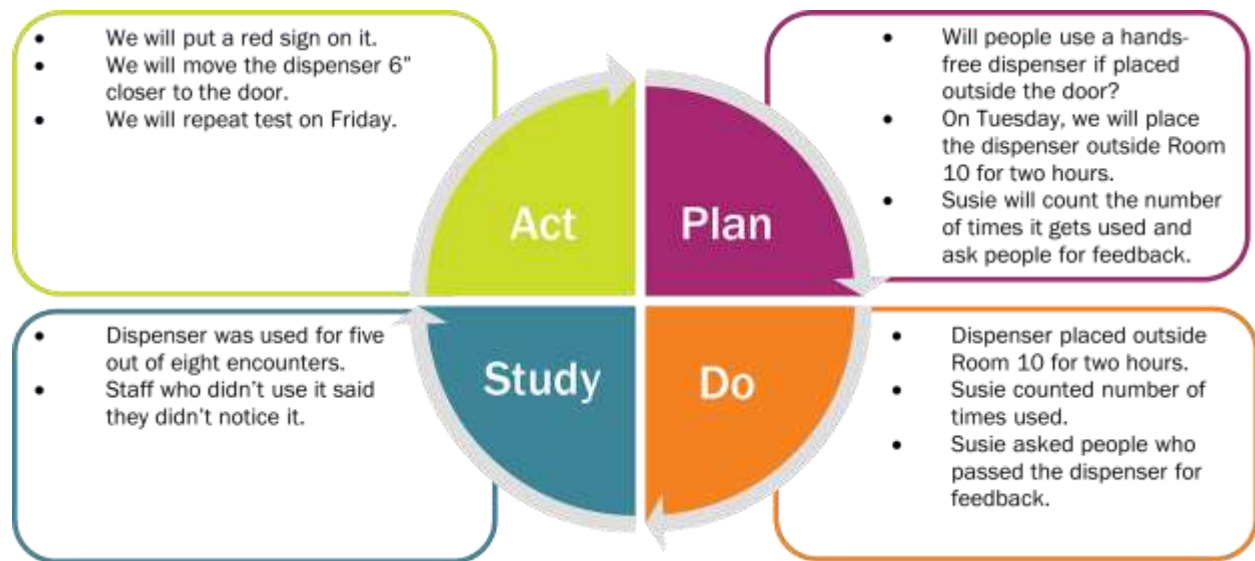 • We will put a red sign on it.
• We will move the dispenser 6”
closer to the door.
• We will repeat test on Friday.
• Will people use a hands-
free dispenser if placed
outside the door?
• On Tuesday, we will place
the dispenser outside Room
10 for two hours.
• Susie will count the number
of times it gets used and
ask people for feedback.
Act
Plan
Study
Do
• Dispenser was used for five
out of eight encounters.
• Staff who didn’t use it said
they didn’t notice it.
• Dispenser placed outside
Room 10 for two hours.
• Susie counted number of
times used.
• Susie asked people who
passed the dispenser for
feedback.